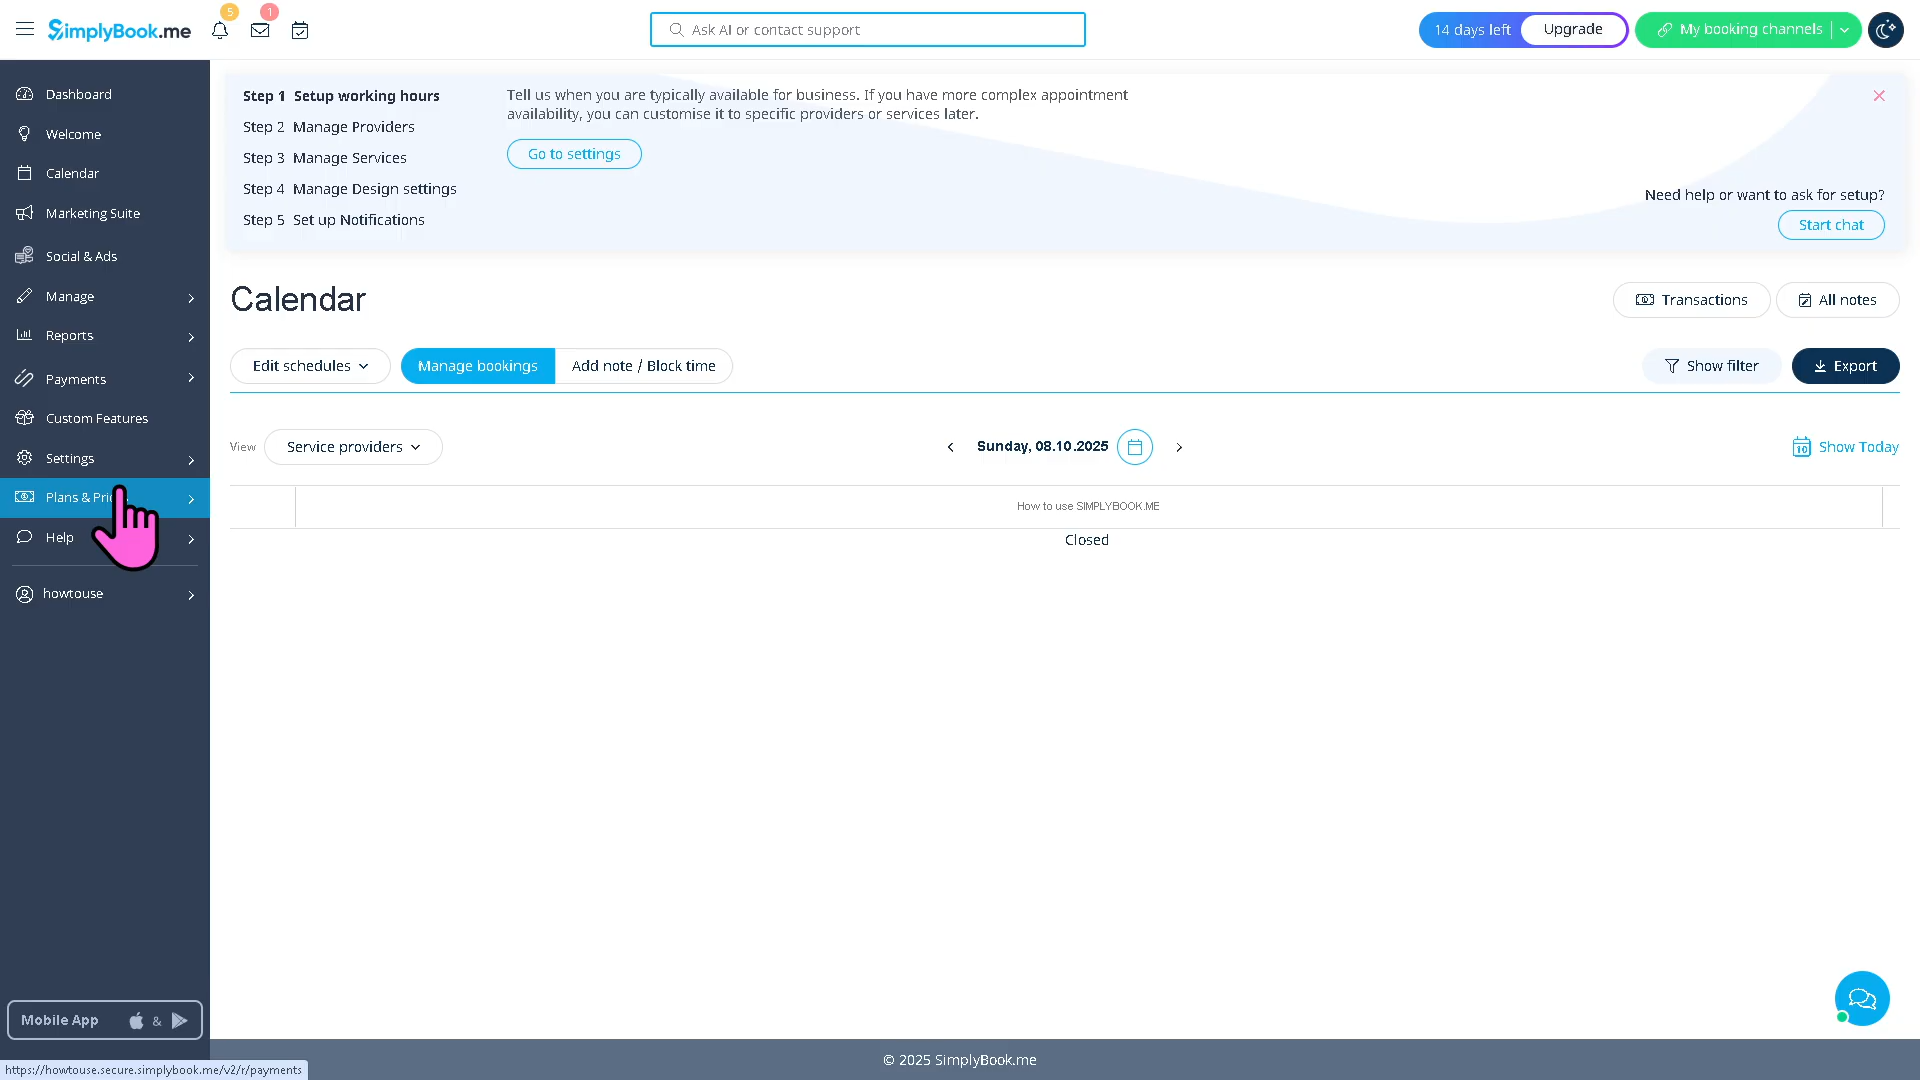 SimplyBook.me
5
1
Ask AI or contact support
14 days left
Upgrade
My booking channels
Dashboard
Welcome
Calendar
Marketing Suite
Social & Ads
Manage
Reports
Payments
Custom Features
Settings
Plans &
Help
howtouse
Mobile App
&
Step 1 Setup working hours
Step 2 Manage Providers
Step 3 Manage Services
Step 4 Manage Design settings
Step 5 Set up Notifications
Tell us when you are typically available for business. If you have more complex appointment
availability, you can customise it to specific providers or services later.
Go to settings
Need help or want to ask for setup?
Start chat
Calendar
Transactions
All notes
Edit schedules
Manage bookings
Add note / Block time
Show filter
Export
View
Service providers
Sunday, 08.10.2025
10
Show Today
How to use SIMPLYBOOK.ME
Closed
© 2025 SimplyBook.me
https://howtouse.secure.simplybook.me/v2/r/payments